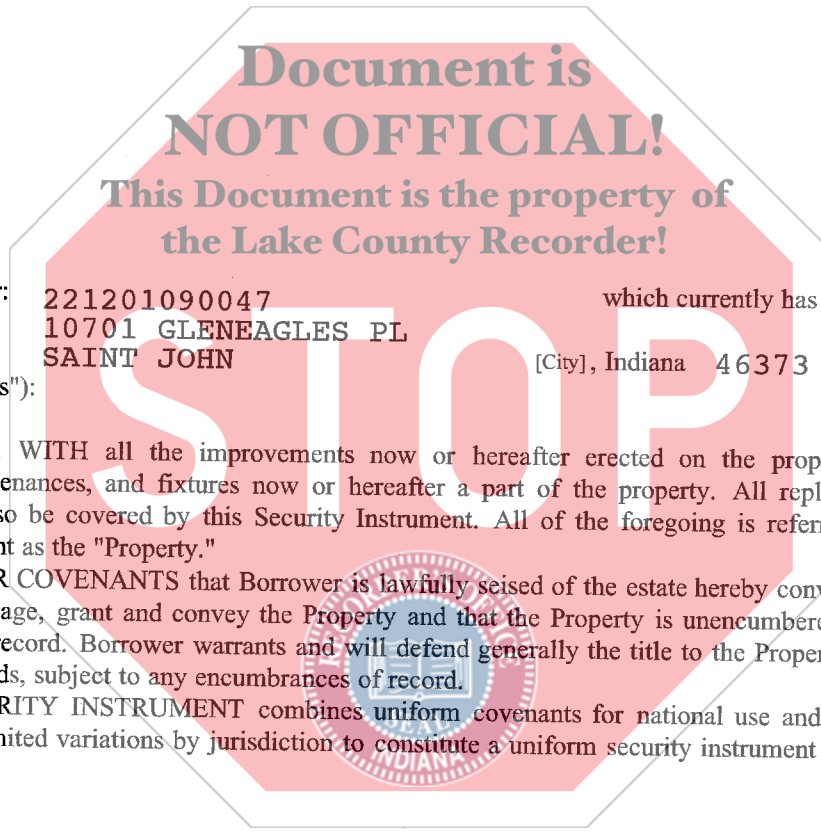 Document is
NOT OFFICIAL!
This Document is the property of
the Lake County Recorder!
: 221201090047 which currently has
10701 GLENEAGLES PL
SAINT JOHN [City], Indiana 46373
s"):
STOP
WITH all the improvements now or hereafter erected on the prop
enances, and fixtures now or hereafter a part of the property. All repl
so be covered by this Security Instrument. All of the foregoing is referr
nt as the "Property."
R COVENANTS that Borrower is lawfully seised of the estate hereby conv
age, grant and convey the Property and that the Property is unencumbere
record. Borrower warrants and will defend generally the title to the Proper
ds, subject to any encumbrances of record.
RITY INSTRUMENT combines uniform covenants for national use and
nited variations by jurisdiction to constitute a uniform security instrument
RECORDER'S OFFICE
SEAL
INDIANA